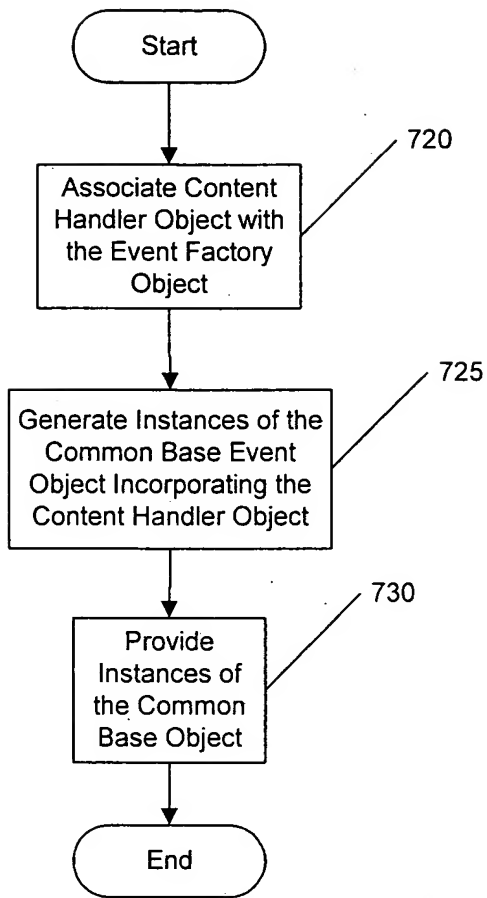 Start
720
Associate Content
Handler Object with
the Event Factory
Object
725
Generate Instances of the
Common Base Event
Object Incorporating the
Content Handler Object
730
Provide
Instances of
the Common
Base Object
End